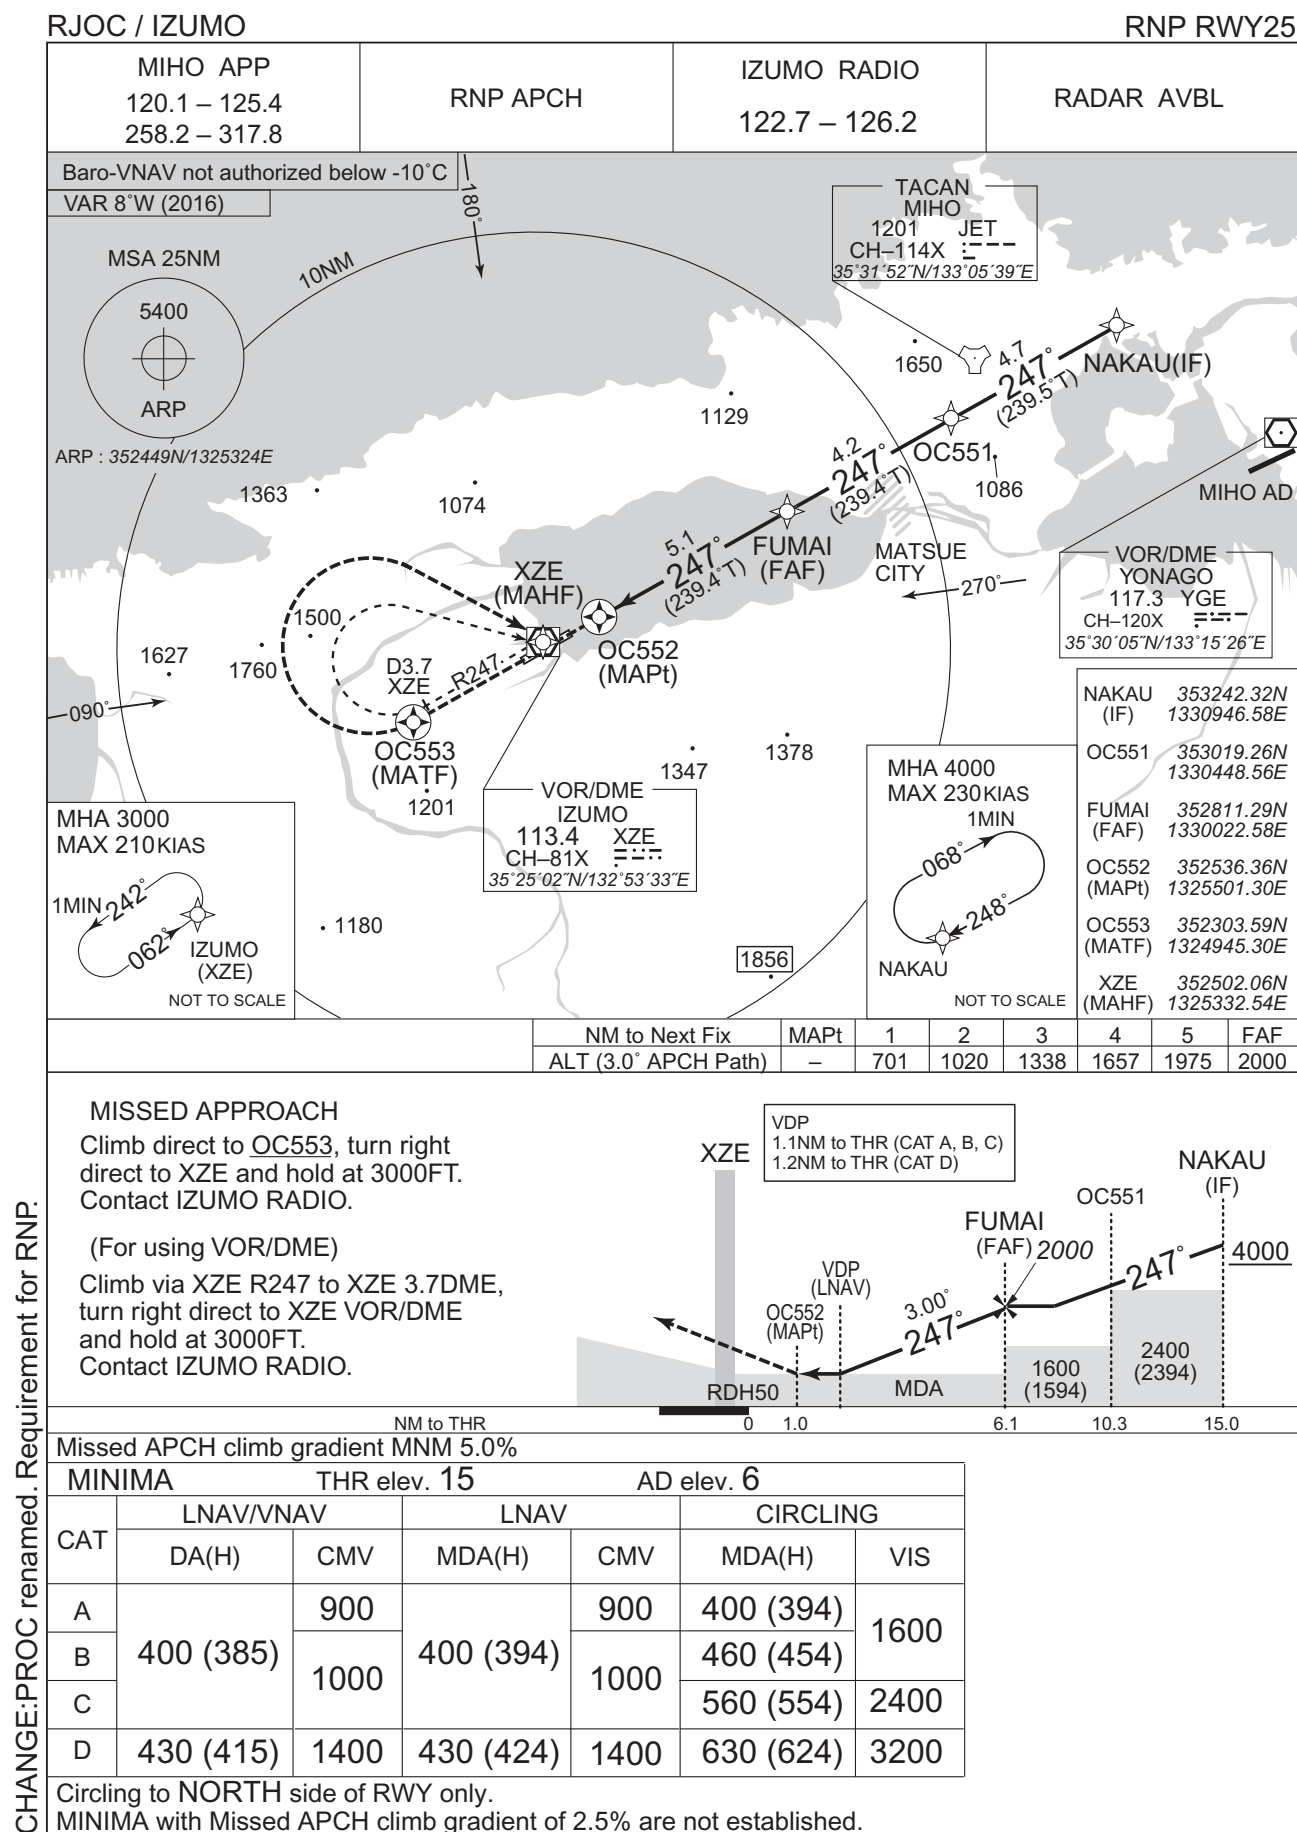 RJOC / IZUMO
RNP RWY25
MIHO APP
120.1 – 125.4
258.2 – 317.8
RNP APCH
IZUMO RADIO
122.7 – 126.2
RADAR AVBL
Baro-VNAV not authorized below -10˚C
VAR 8˚W (2016)
180˚
MSA 25NM
5400
ARP
ARP : 352449N/1325324E
10NM
TACAN
MIHO
1201 JET
CH–114X
35˚31´52˝N/133˚05´39˝E
1650
4.7
247˚
(239.5˚T)
NAKAU(IF)
1129
OC551
4.2
247˚
(239.4˚T)
1086
MIHO AD
1363
1074
5.1
247˚
(239.4˚T)
FUMAI
(FAF)
MATSUE
CITY
270˚
VOR/DME
YONAGO
117.3 YGE
CH–120X
35˚30´05˝N/133˚15´26˝E
XZE
(MAHF)
1500
OC552
(MAPt)
1627
1760
D3.7
XZE
R247
090˚
OC553
(MATF)
1201
1347
1378
VOR/DME
IZUMO
113.4 XZE
CH–81X
35˚25´02˝N/132˚53´33˝E
NAKAU 353242.32N
(IF) 1330946.58E
OC551 353019.26N
1330448.56E
FUMAI 352811.29N
(FAF) 1330022.58E
OC552 352536.36N
(MAPt) 1325501.30E
OC553 352303.59N
(MATF) 1324945.30E
XZE 352502.06N
(MAHF) 1325332.54E
MHA 3000
MAX 210KIAS
1MIN
242˚
062˚
IZUMO
(XZE)
NOT TO SCALE
1180
1856
MHA 4000
MAX 230KIAS
1MIN
068˚
248˚
NAKAU
NOT TO SCALE
NM to Next Fix MAPt 1 2 3 4 5 FAF
ALT (3.0˚ APCH Path) – 701 1020 1338 1657 1975 2000
MISSED APPROACH
Climb direct to OC553, turn right
direct to XZE and hold at 3000FT.
Contact IZUMO RADIO.
(For using VOR/DME)
Climb via XZE R247 to XZE 3.7DME,
turn right direct to XZE VOR/DME
and hold at 3000FT.
Contact IZUMO RADIO.
VDP
1.1NM to THR (CAT A, B, C)
1.2NM to THR (CAT D)
XZE
NAKAU
(IF)
OC551
FUMAI
(FAF) 2000
4000
247˚
VDP
(LNAV)
OC552
(MAPt)
3.00˚
247˚
2400
(2394)
1600
(1594)
MDA
RDH50
NM to THR 0 1.0 6.1 10.3 15.0
Missed APCH climb gradient MNM 5.0%
MINIMA THR elev. 15 AD elev. 6
CAT LNAV/VNAV LNAV CIRCLING
DA(H) CMV MDA(H) CMV MDA(H) VIS
A 400 (385) 900 400 (394) 900 400 (394) 1600
B 1000 1000 460 (454)
C 560 (554) 2400
D 430 (415) 1400 430 (424) 1400 630 (624) 3200
Circling to NORTH side of RWY only.
MINIMA with Missed APCH climb gradient of 2.5% are not established.
CHANGE:PROC renamed. Requirement for RNP.